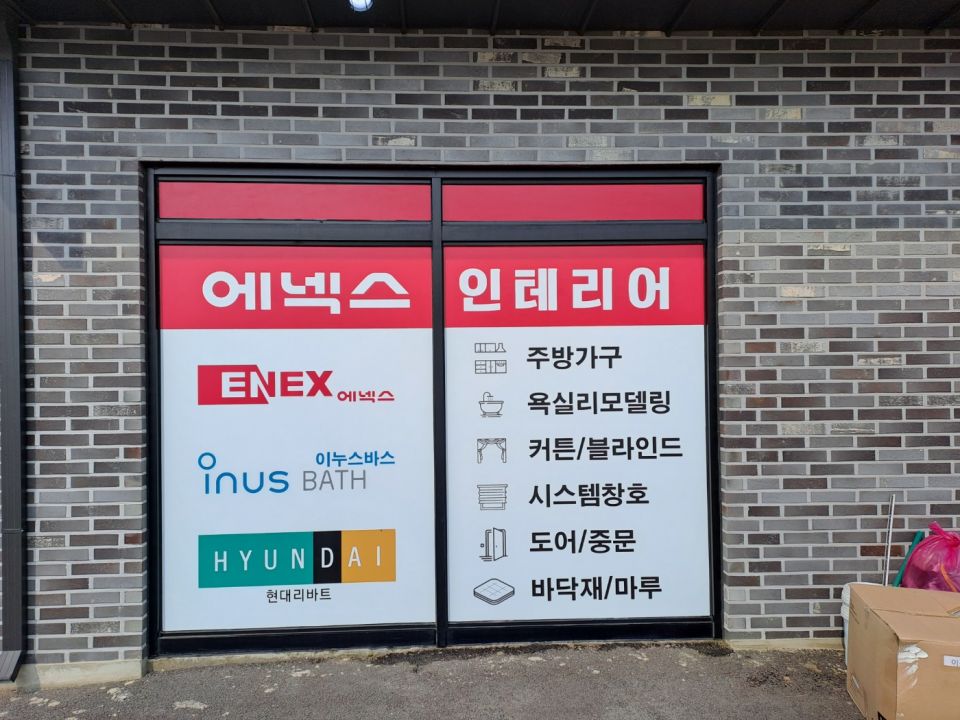 에넥스
인테리어
ENEX 에넥스
이누스바스
inus BATH
HYUNDAI
현대리바트
주방가구
욕실리모델링
커튼/블라인드
시스템창호
도어/중문
바닥재/마루